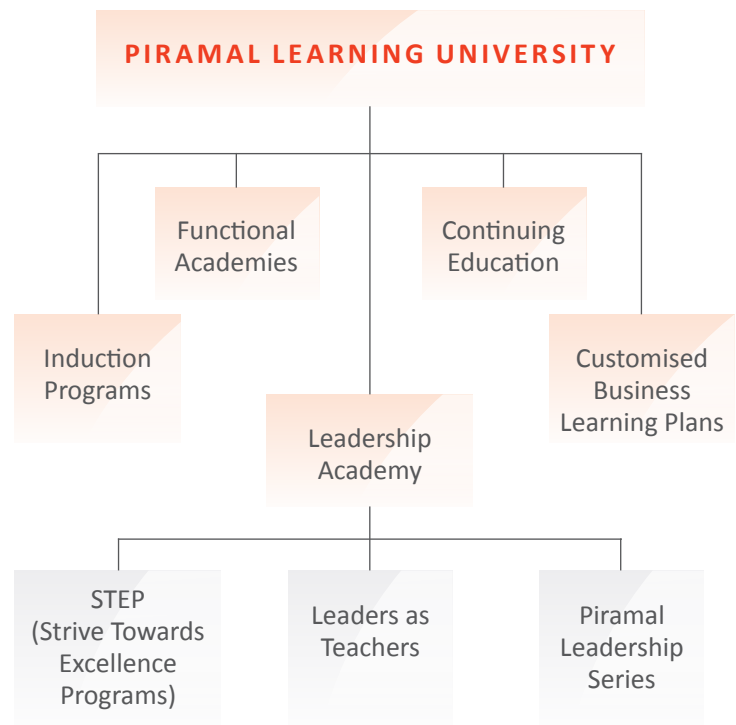 PIRAMAL LEARNING UNIVERSITY
Functional
Academies
Continuing
Education
Induction
Programs
Customised
Business
Learning Plans
Leadership
Academy
STEP
(Strive Towards
Excellence
Programs)
Leaders as
Teachers
Piramal
Leadership
Series